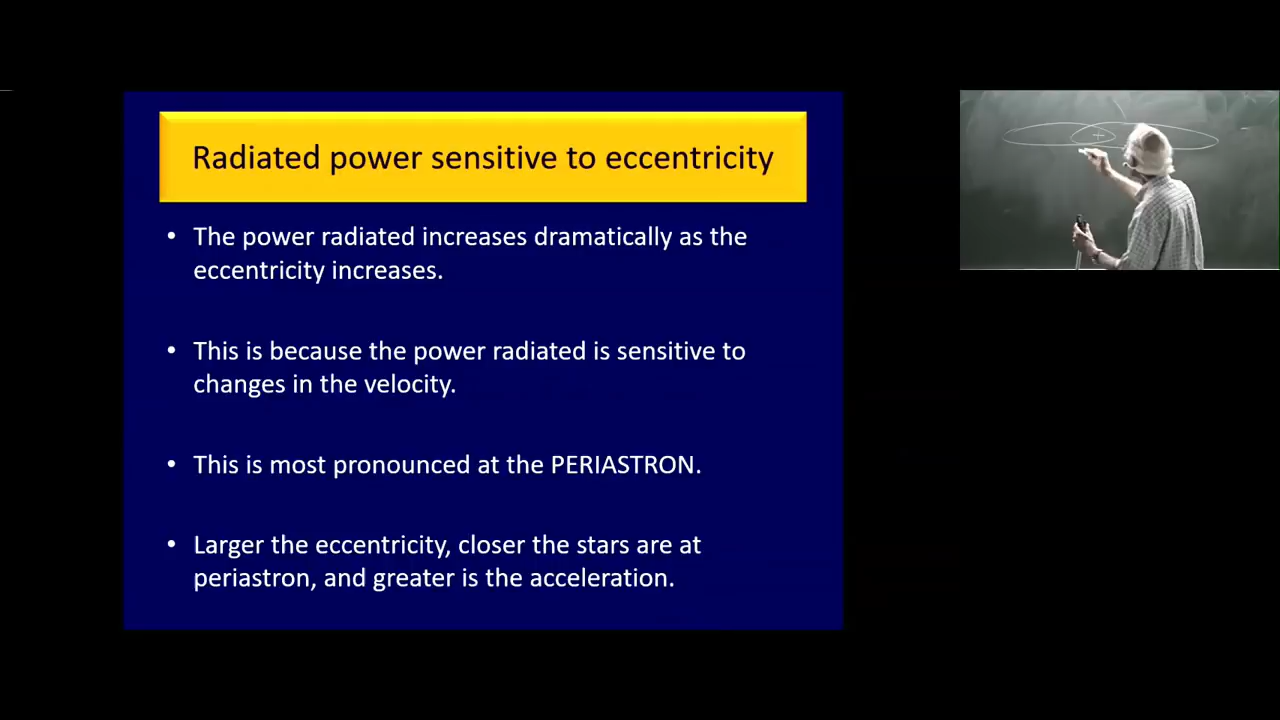 Radiated power sensitive to eccentricity
• The power radiated increases dramatically as the
eccentricity increases.
• This is because the power radiated is sensitive to
changes in the velocity.
• This is most pronounced at the PERIASTRON.
• Larger the eccentricity, closer the stars are at
periastron, and greater is the acceleration.